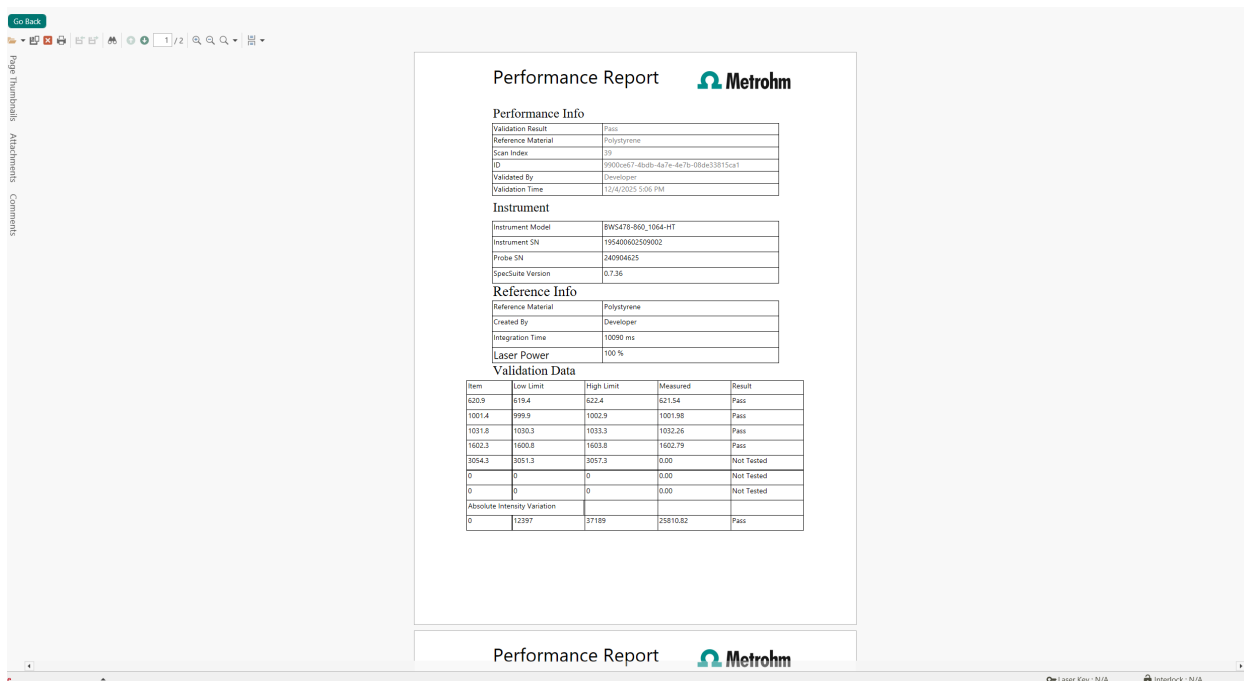 Go Back
1 / 2
Page Thumbnails
Attachments
Comments
Performance Report Metrohm
Performance Info
Validation Result Pass
Reference Material Polystyrene
Scan Index 39
ID 9900ce67-4bdb-4a7e-4e7b-08de33815ca1
Validated By Developer
Validation Time 12/4/2025 5:06 PM
Instrument
Instrument Model BWS478-860_1064-HT
Instrument SN 195400602509002
Probe SN 240904625
SpecSuite Version 0.7.36
Reference Info
Reference Material Polystyrene
Created By Developer
Integration Time 10090 ms
Laser Power 100 %
Validation Data
Item Low Limit High Limit Measured Result
620.9 619.4 622.4 621.54 Pass
1001.4 999.9 1002.9 1001.98 Pass
1031.8 1030.3 1033.3 1032.26 Pass
1602.3 1600.8 1603.8 1602.79 Pass
3054.3 3051.3 3057.3 0.00 Not Tested
0 0 0 0.00 Not Tested
0 0 0 0.00 Not Tested
Absolute Intensity Variation
0 12397 37189 25810.82 Pass
Performance Report Metrohm
Laser Key : N/A Interlock : N/A